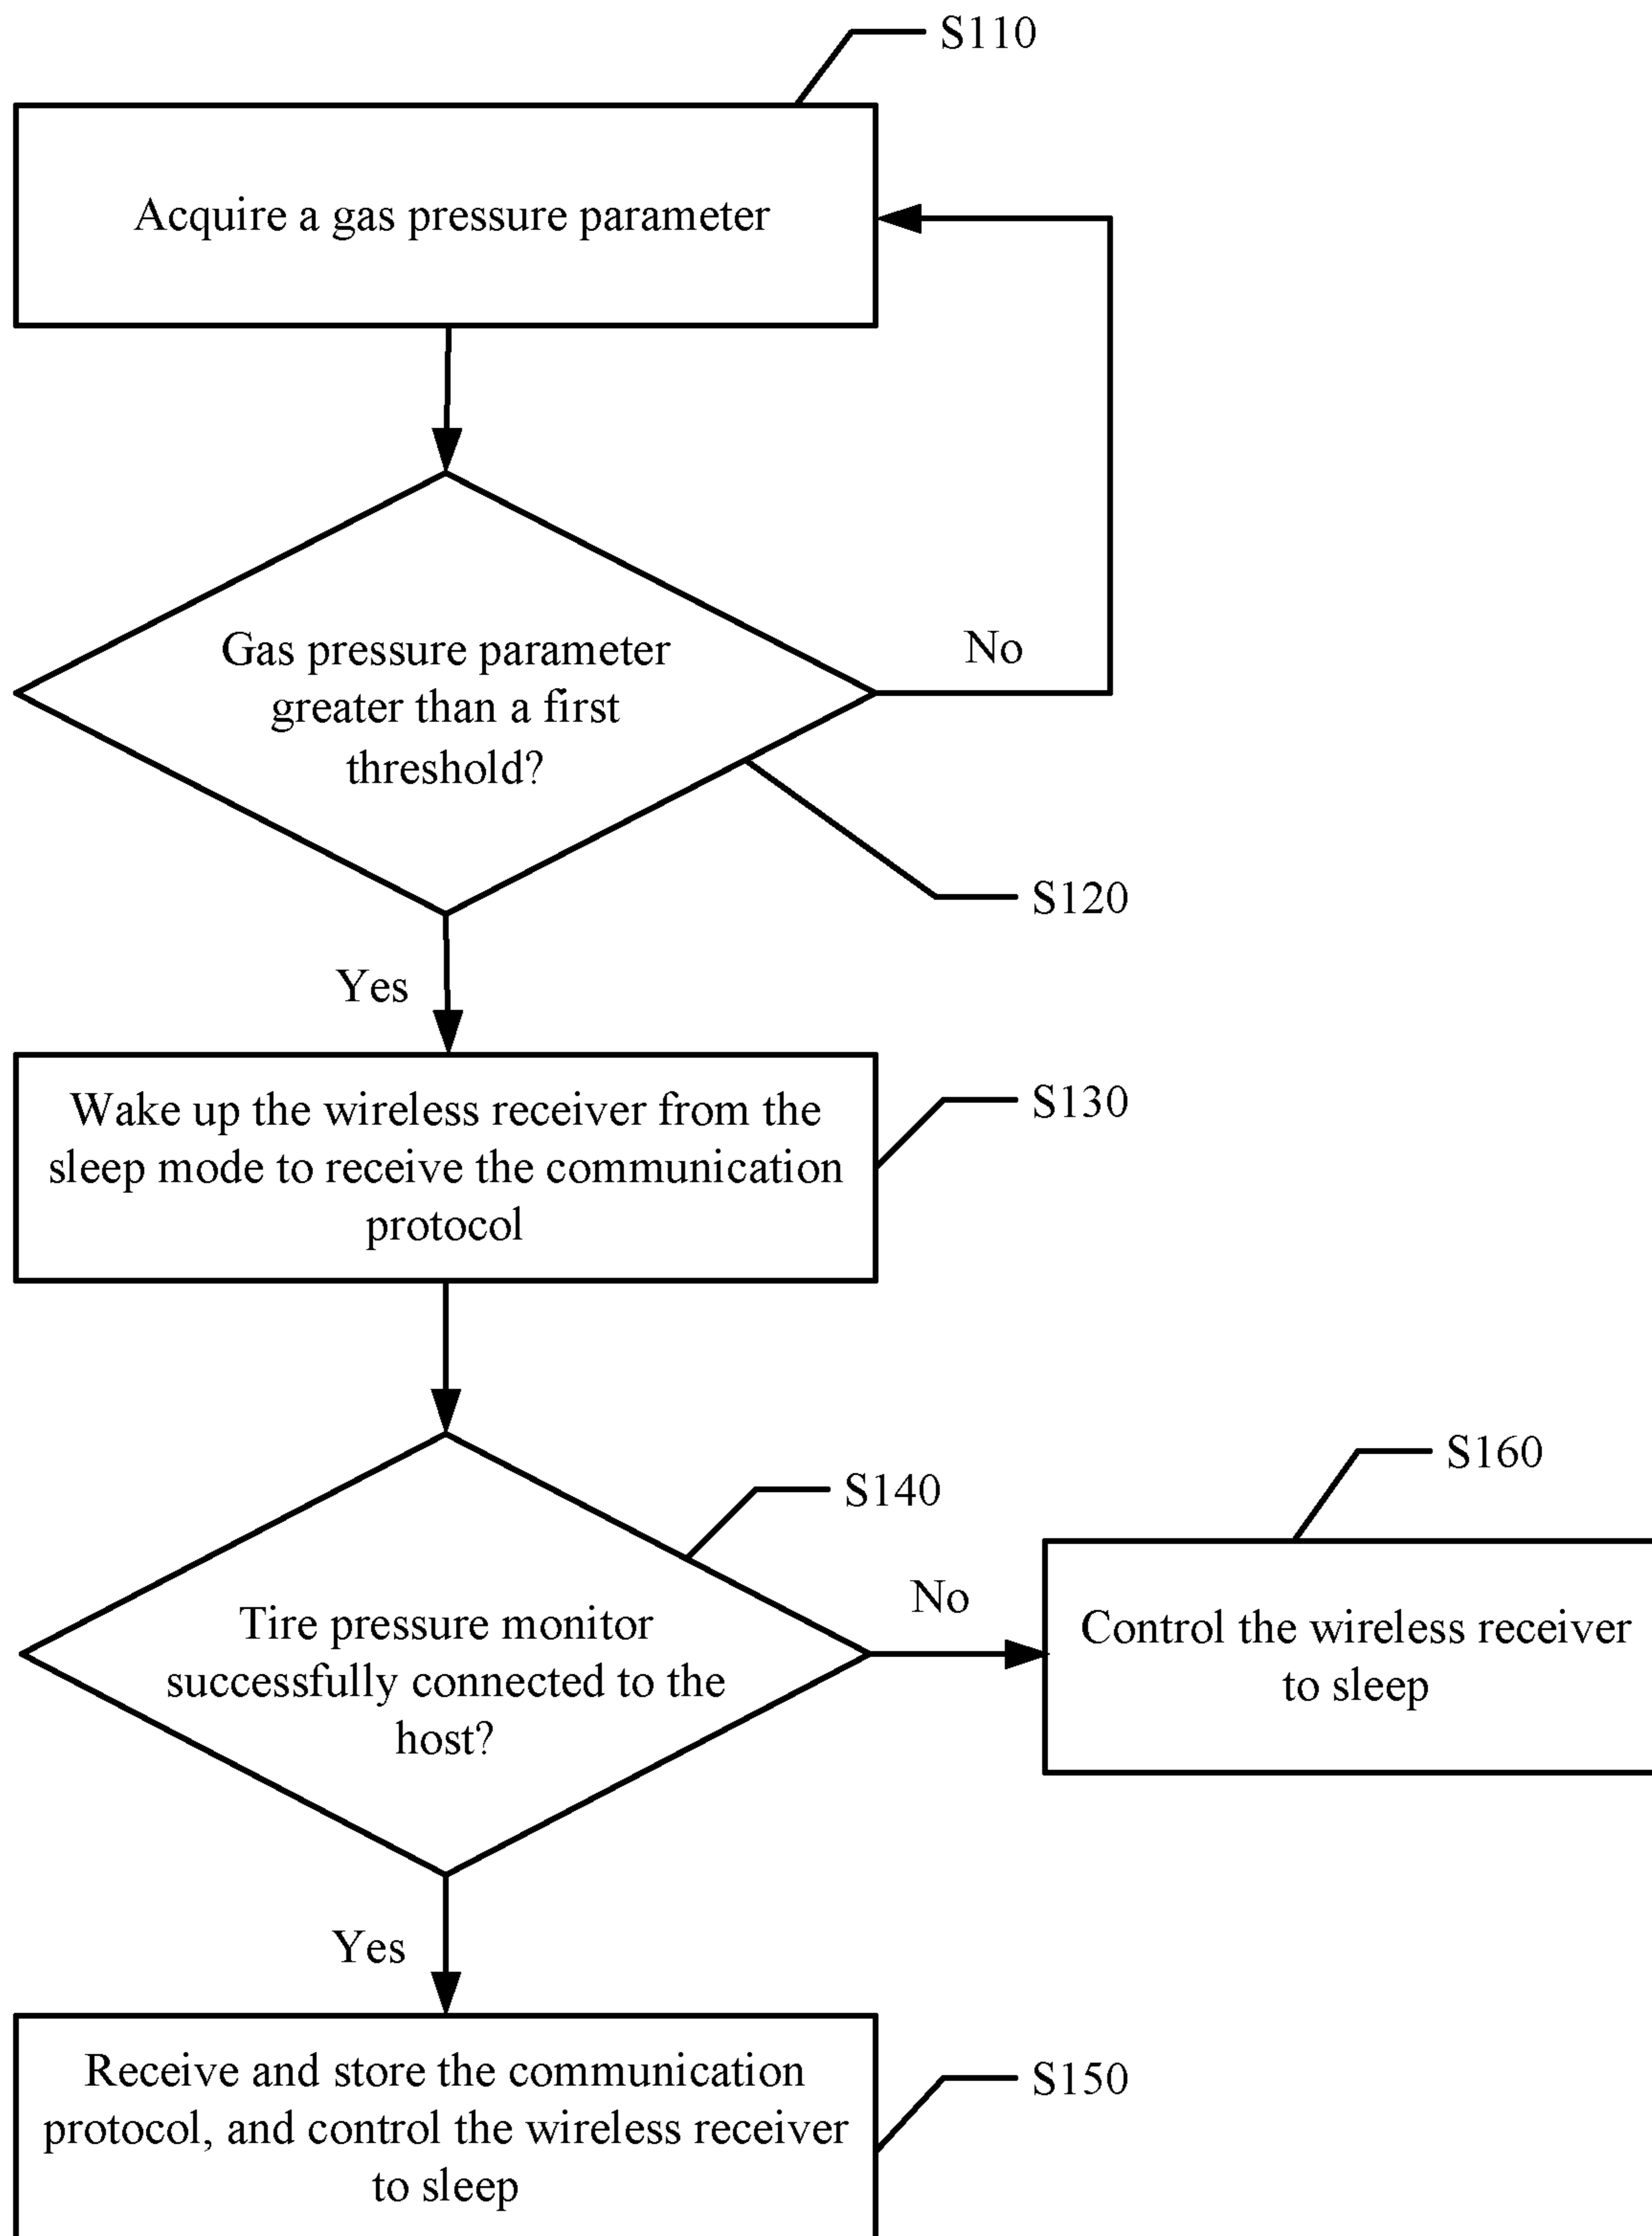 S110
Acquire a gas pressure parameter
Gas pressure parameter
greater than a first
threshold?
No
S120
Yes
Wake up the wireless receiver from the
sleep mode to receive the communication
protocol
S130
S140
Tire pressure monitor
successfully connected to the
host?
No
S160
Control the wireless receiver
to sleep
Yes
Receive and store the communication
protocol, and control the wireless receiver
to sleep
S150